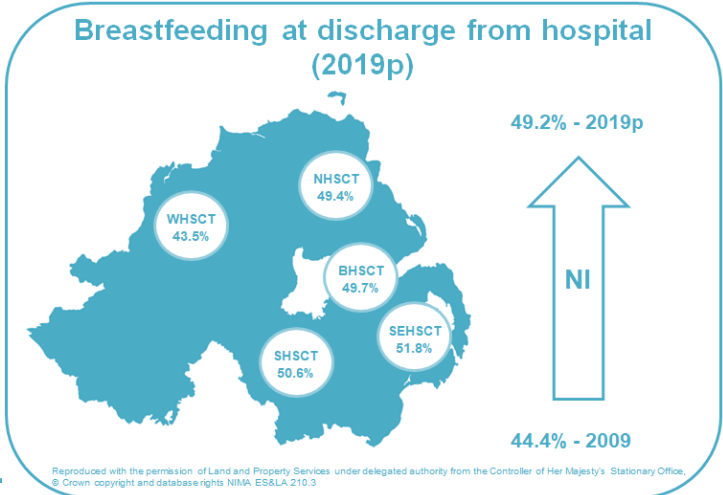 Breastfeeding at discharge from hospital
(2019p)
49.2% - 2019p
NHSCT
49.4%
WHSCT
43.5%
BHSCT
49.7%
NI
SEHSCT
51.8%
SHSCT
50.6%
44.4% - 2009
Reproduced with the permission of Land and Property Services under delegated authority from the Controller of Her Majesty's Stationary Office,
© Crown copyright and database rights NIMA ES&LA 210.3